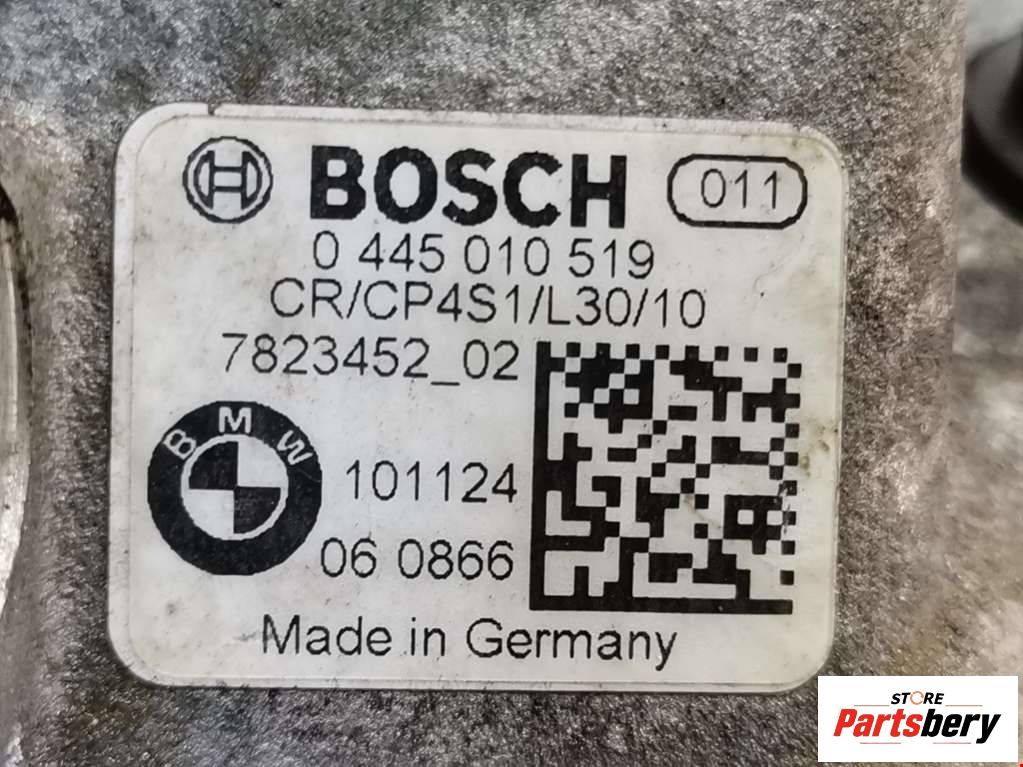 BOSCH 011
0 445 010 519
CR/CP4S1/L30/10
7823452_02
BMW
101124
06 0866
Made in Germany
STORE
Partsbery